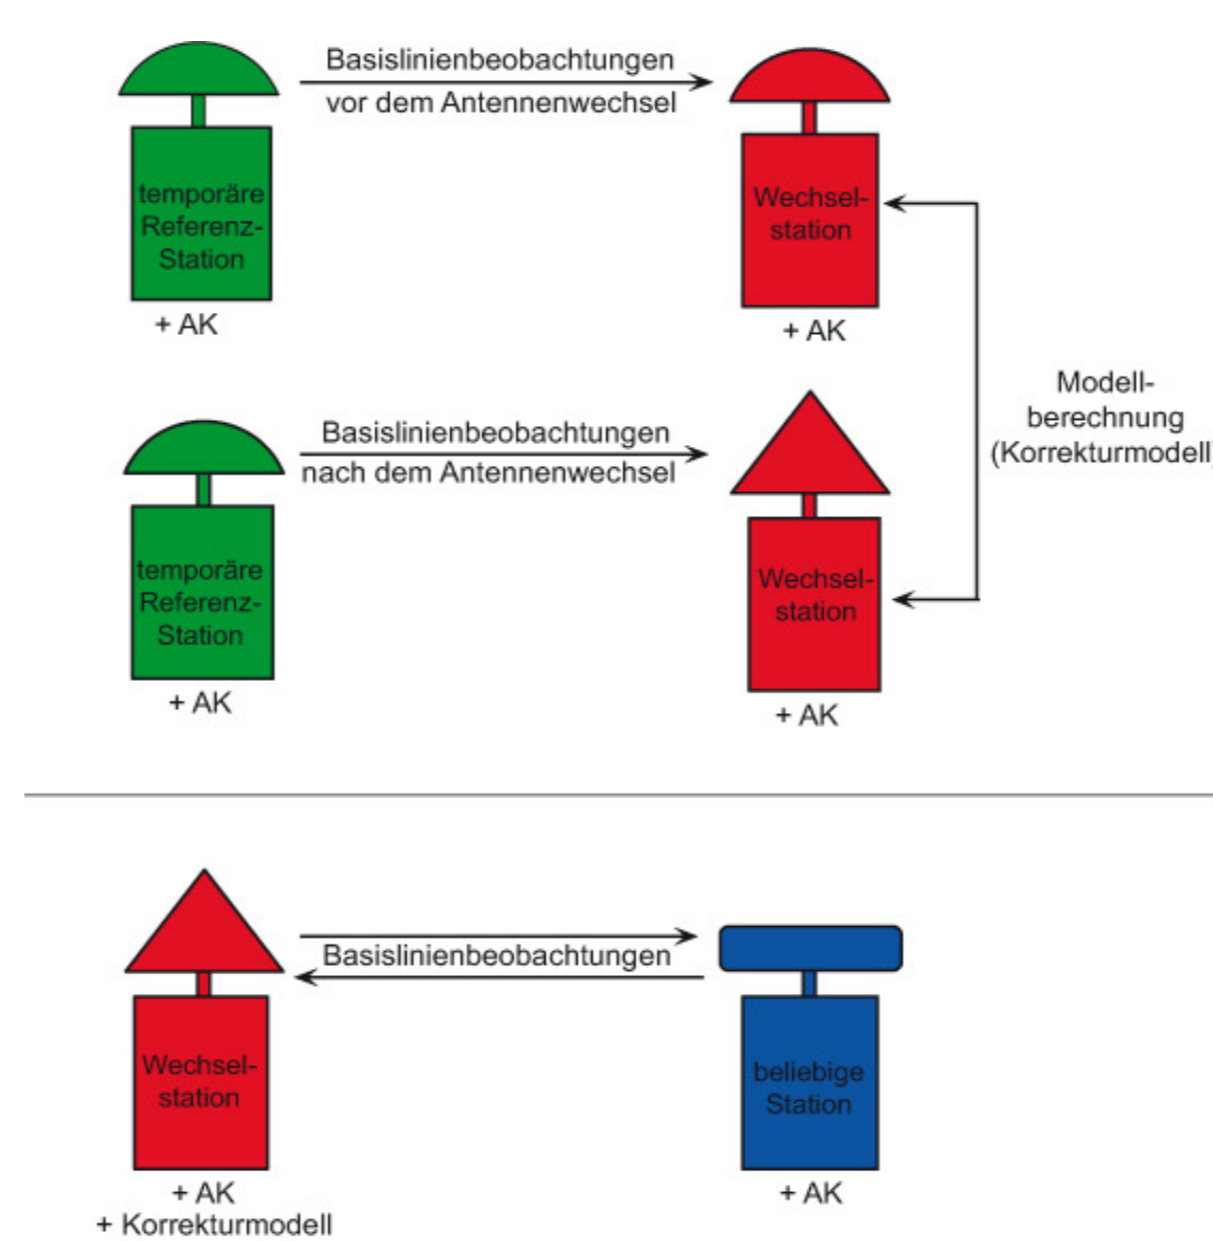 Basislinienbeobachtungen
vor dem Antennenwechsel
temporäre
Referenz-
Station
+ AK
Wechsel-
station
+ AK
Modell-
berechnung
(Korrekturmodell)
Basislinienbeobachtungen
nach dem Antennenwechsel
temporäre
Referenz-
Station
+ AK
Wechsel-
station
+ AK
Basislinienbeobachtungen
Wechsel-
station
+ AK
+ Korrekturmodell
beliebige
Station
+ AK